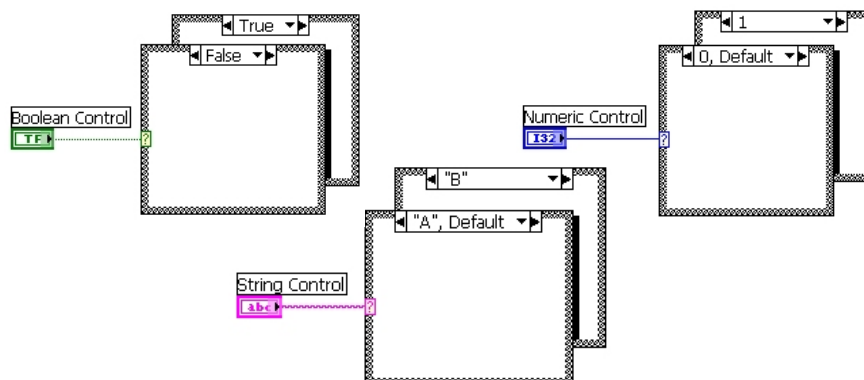 True
False
Boolean Control
TF
?
1
0, Default
Numeric Control
I32
?
"B"
"A", Default
String Control
abc
?